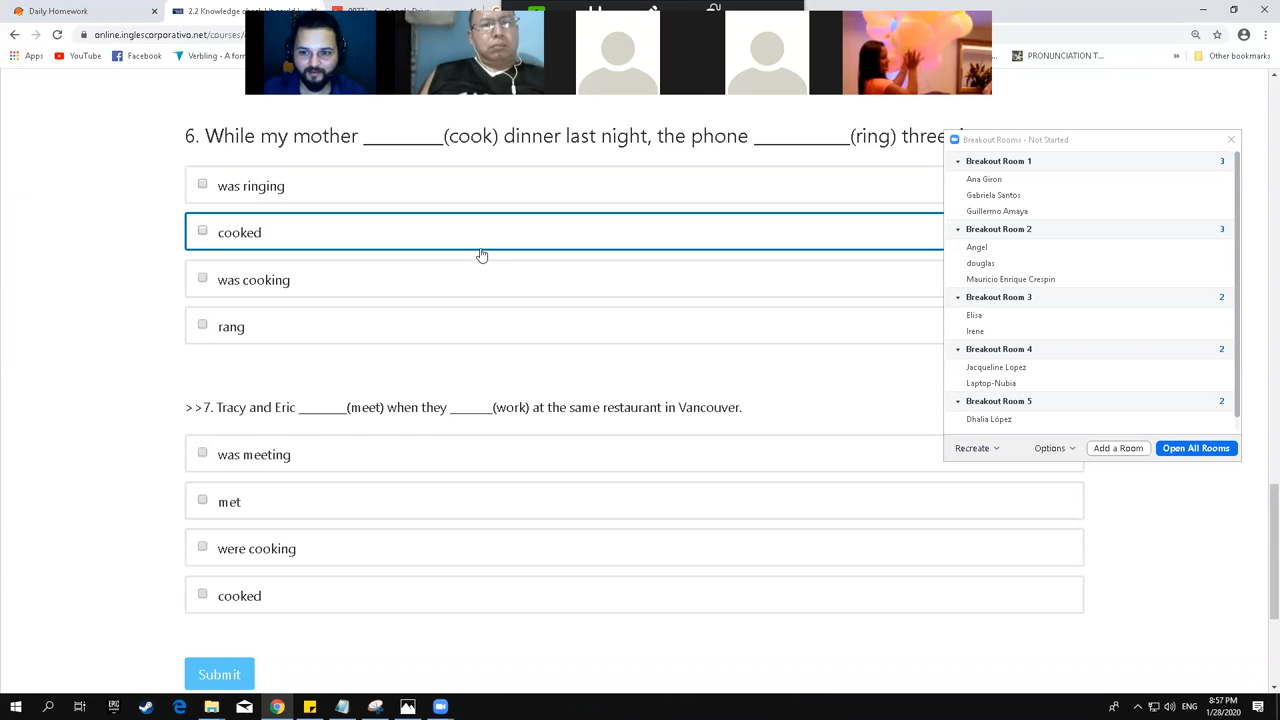 Daily Homework
online.inglescorporativo.net/courses/
Apps YouTube Facebook Verbling - A for PRONUNCIATION T... » Other bookmarks
6. While my mother _________(cook) dinner last night, the phone __________(ring) three
was ringing
cooked
was cooking
rang
>>7. Tracy and Eric _______(meet) when they ______(work) at the same restaurant in Vancouver.
was meeting
met
were cooking
cooked
Submit
Breakout Rooms - Not Started
Breakout Room 1 3
Ana Giron
Gabriela Santos
Guillermo Amaya
Breakout Room 2 3
Angel
douglas
Mauricio Enrique Crespin
Breakout Room 3 2
Elisa
Irene
Breakout Room 4 2
Jacqueline Lopez
Laptop-Nubia
Breakout Room 5 2
Dhalia López
Recreate Options Add a Room Open All Rooms
ENG 8:57 PM
1/28/2020